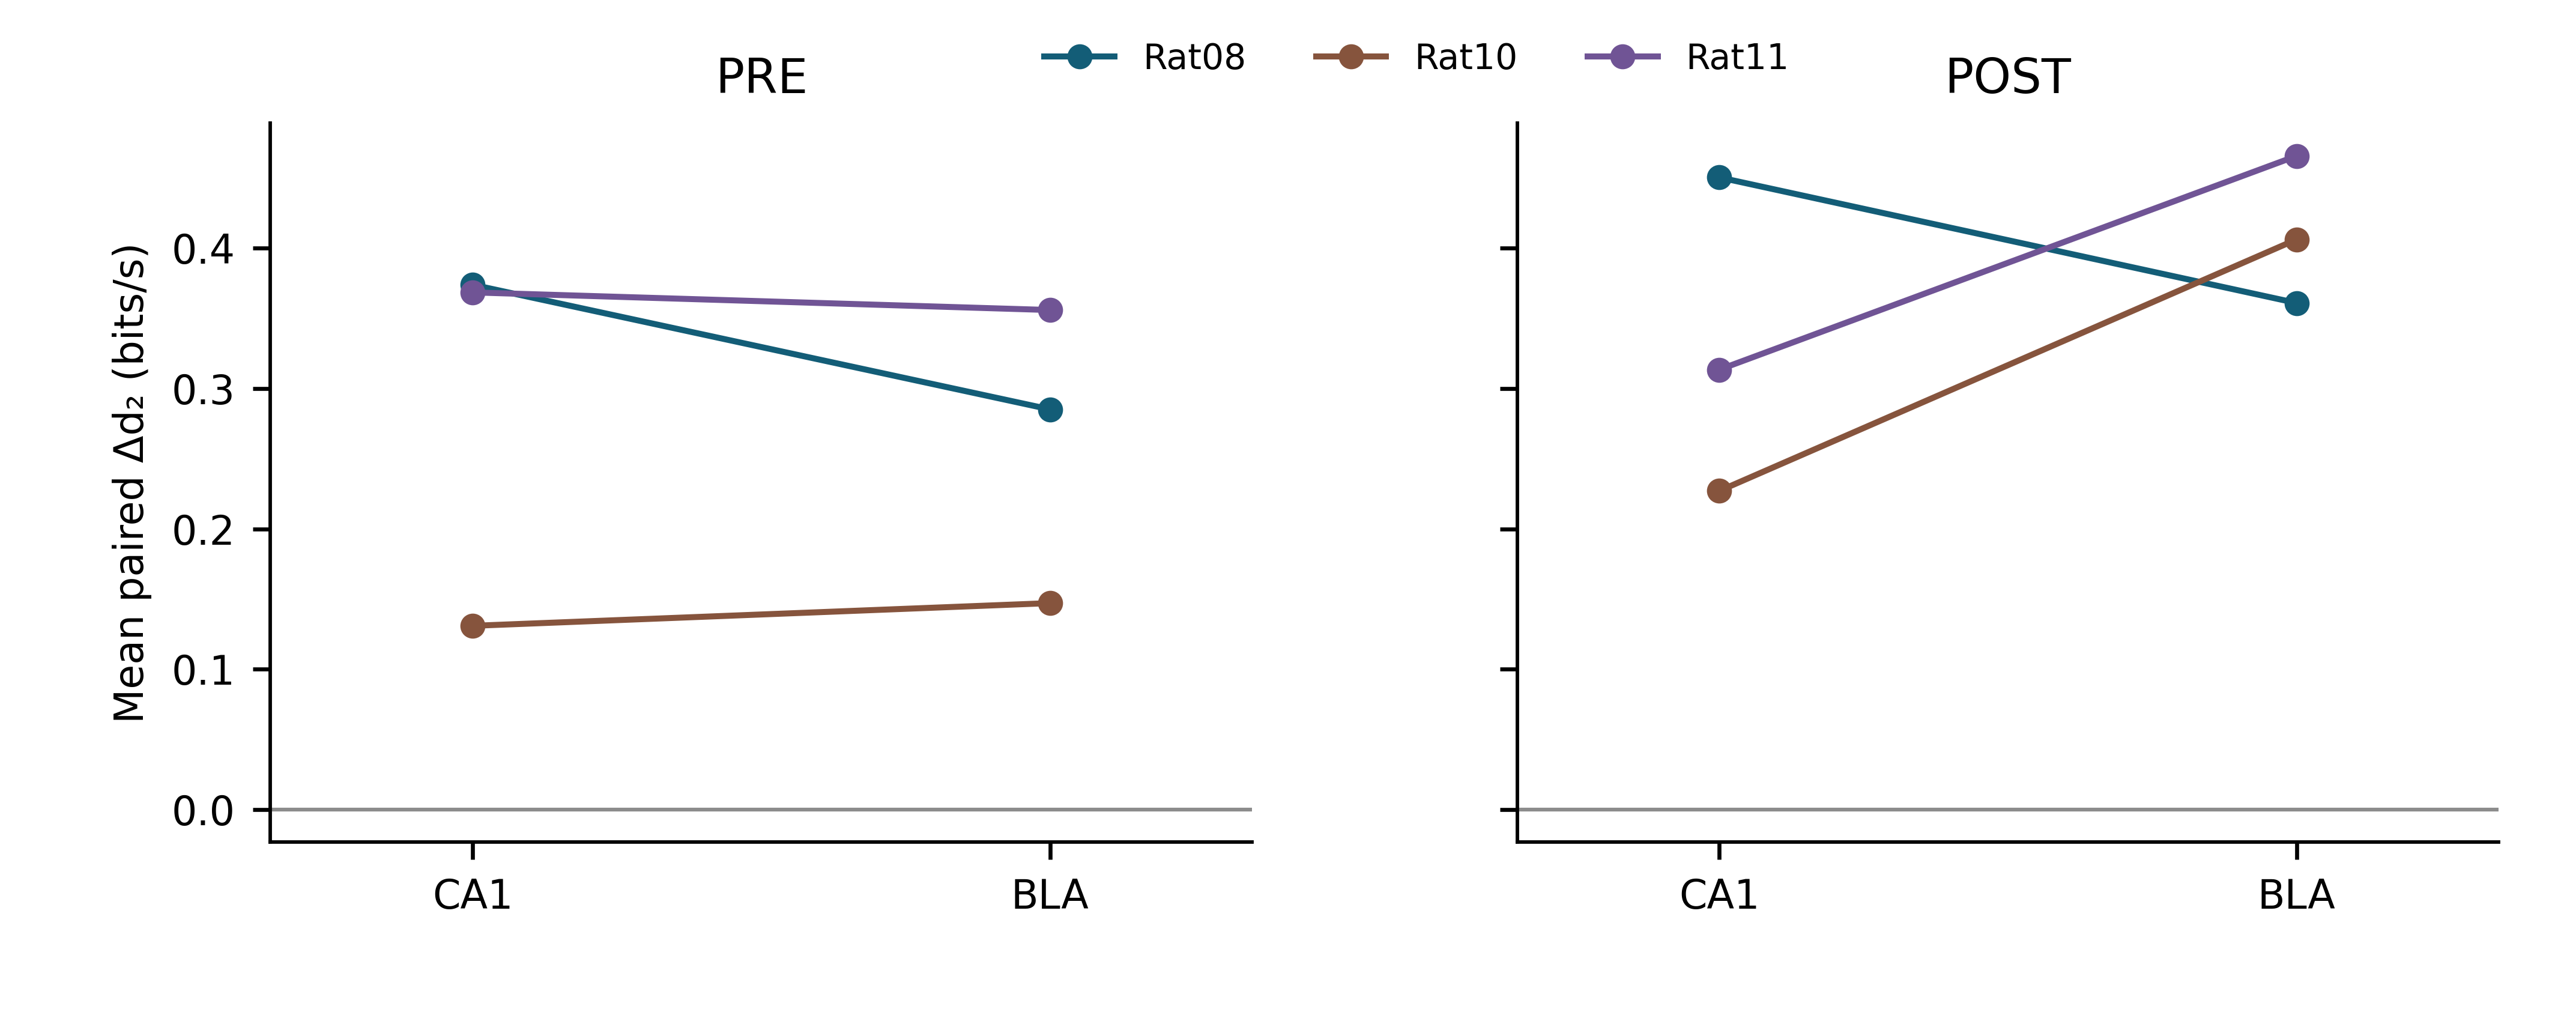 Rat08 Rat10 Rat11
PRE
POST
Mean paired Δd₂ (bits/s)
0.4
0.3
0.2
0.1
0.0
CA1 BLA
CA1 BLA